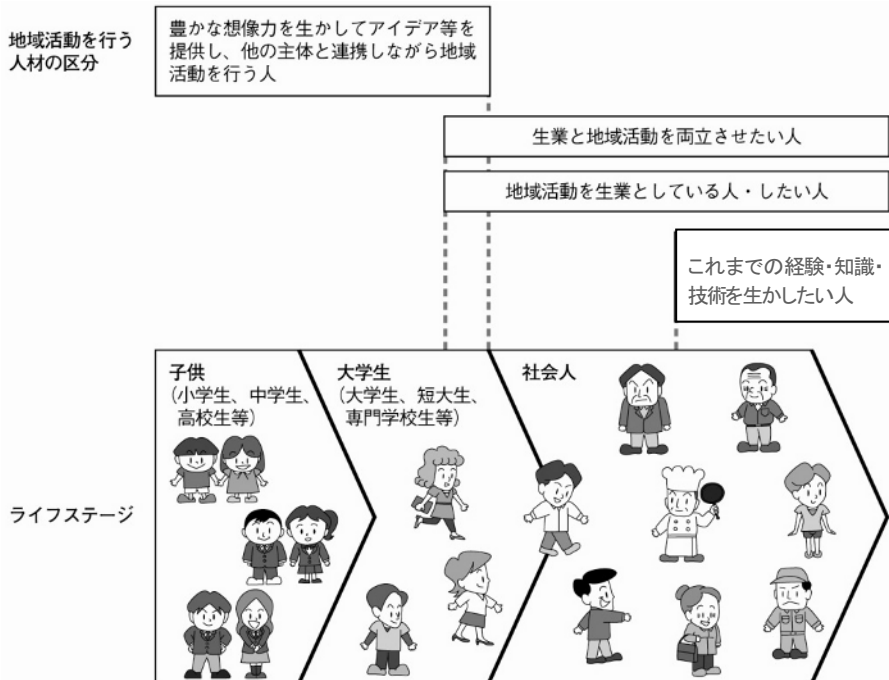 地域活動を行う
人材の区分
豊かな想像力を生かしてアイデア等を
提供し、他の主体と連携しながら地域
活動を行う人
生業と地域活動を両立させたい人
地域活動を生業としている人・したい人
これまでの経験・知識・
技術を生かしたい人
ライフステージ
子供
(小学生、中学生、
高校生等)
大学生
(大学生、短大生、
専門学校生等)
社会人